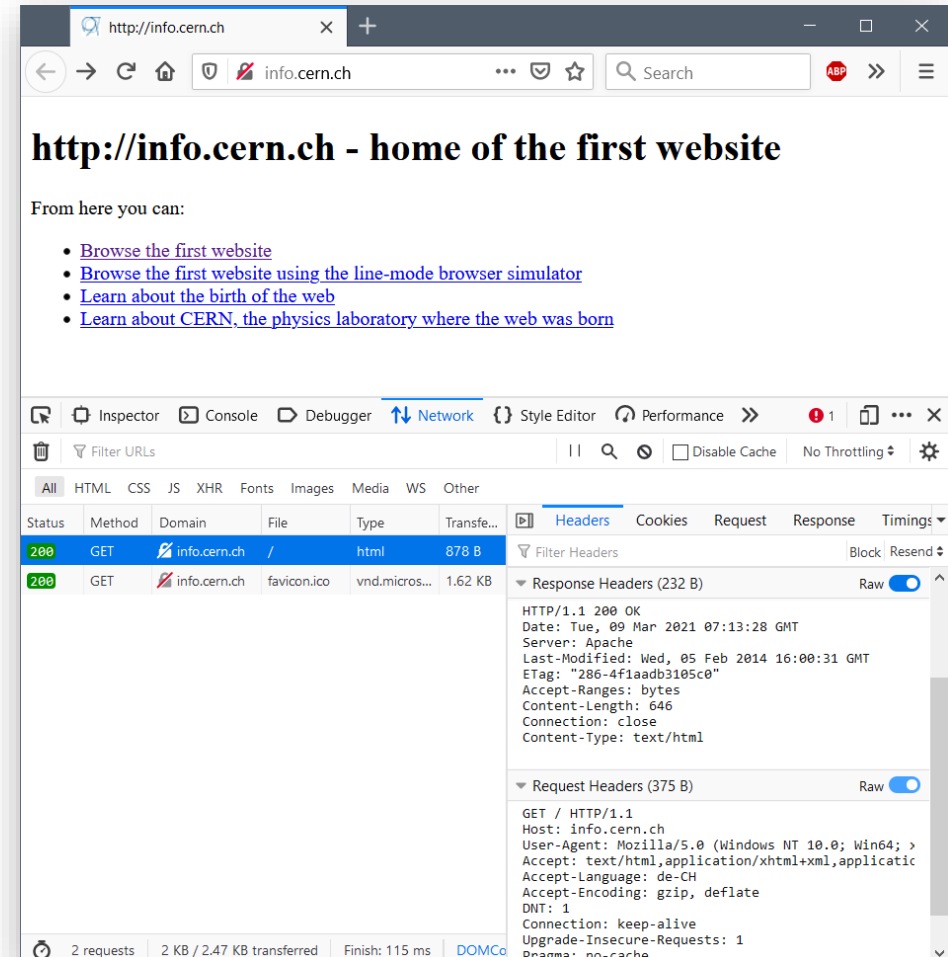 http://info.cern.ch
info.cern.ch
Search
ABP
http://info.cern.ch - home of the first website
From here you can:
Browse the first website
Browse the first website using the line-mode browser simulator
Learn about the birth of the web
Learn about CERN, the physics laboratory where the web was born
Inspector Console Debugger Network {} Style Editor Performance 1
Filter URLs Disable Cache No Throttling
All HTML CSS JS XHR Fonts Images Media WS Other
Status Method Domain File Type Transfe...
200 GET info.cern.ch / html 878 B
200 GET info.cern.ch favicon.ico vnd.micros... 1.62 KB
Headers Cookies Request Response Timings
Filter Headers Block Resend
Response Headers (232 B) Raw
HTTP/1.1 200 OK
Date: Tue, 09 Mar 2021 07:13:28 GMT
Server: Apache
Last-Modified: Wed, 05 Feb 2014 16:00:31 GMT
ETag: "286-4f1aadb3105c0"
Accept-Ranges: bytes
Content-Length: 646
Connection: close
Content-Type: text/html
Request Headers (375 B) Raw
GET / HTTP/1.1
Host: info.cern.ch
User-Agent: Mozilla/5.0 (Windows NT 10.0; Win64;
Accept: text/html,application/xhtml+xml,applicatic
Accept-Language: de-CH
Accept-Encoding: gzip, deflate
DNT: 1
Connection: keep-alive
Upgrade-Insecure-Requests: 1
Pragma: no-cache
2 requests 2 KB / 2.47 KB transferred Finish: 115 ms DOMCo